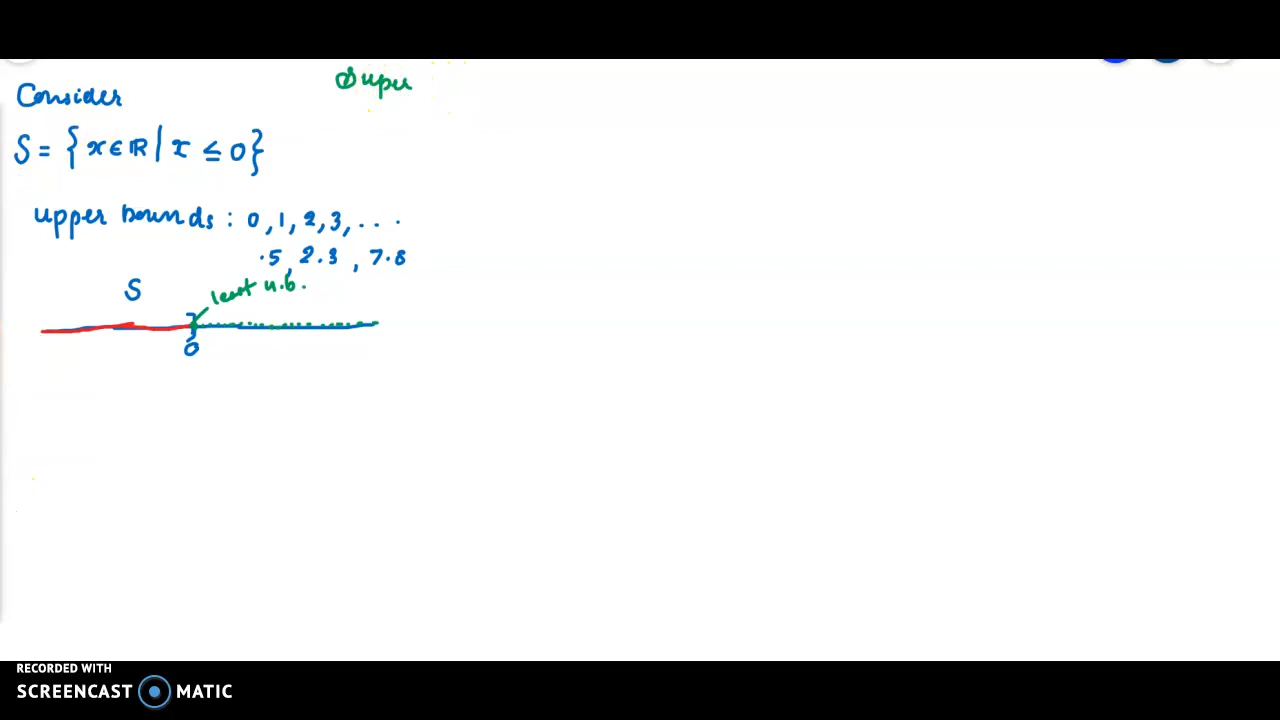 Supu
Consider
S = {x ∈ ℝ | x ≤ 0}
upper bounds : 0, 1, 2, 3, . . .
.5, 2.3, 7.8
S
least u.b.
0
RECORDED WITH
SCREENCAST MATIC